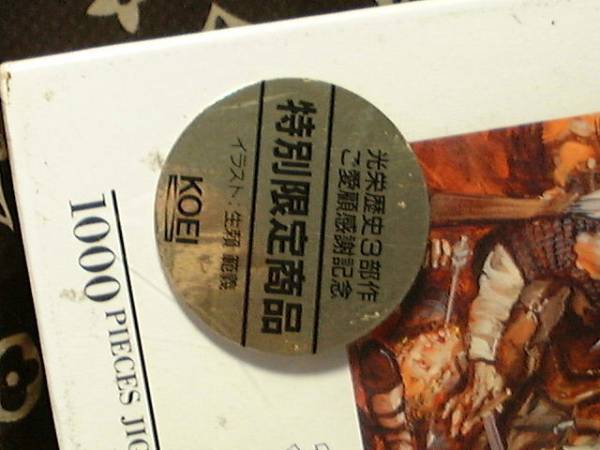 光栄歴史3部作
ご愛顧感謝記念
特別限定商品
イラスト:生頼 範義
KOEI
1000 PIECES JIG